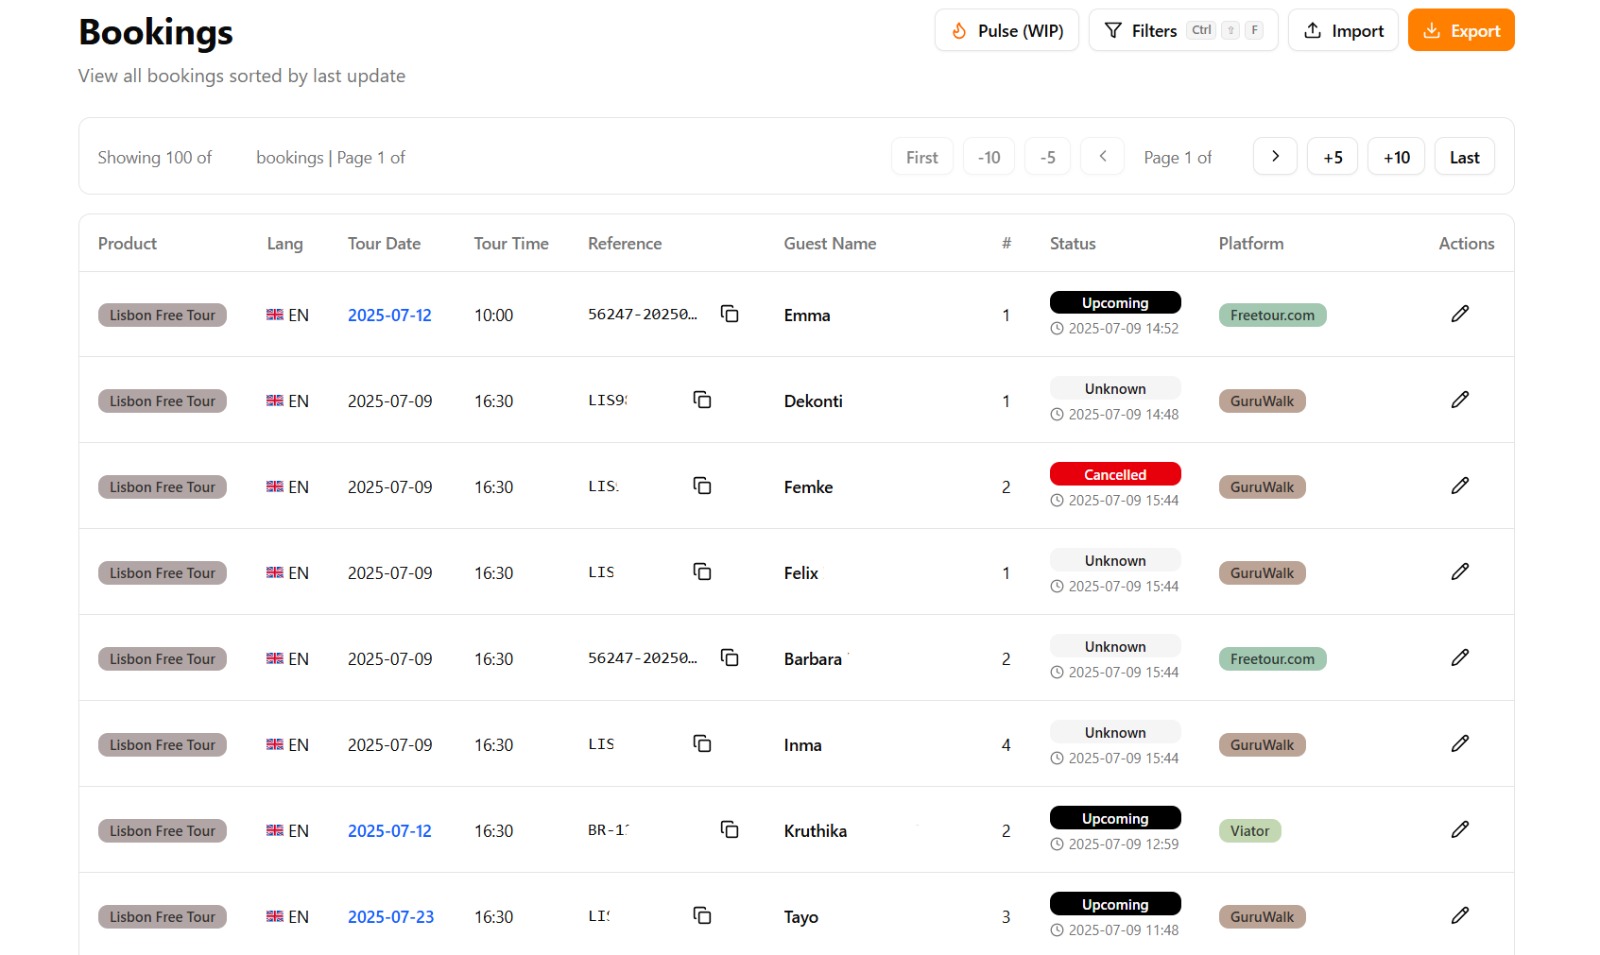 Bookings
View all bookings sorted by last update
Pulse (WIP) Filters Ctrl ⇧ F Import Export
Showing 100 of bookings | Page 1 of
First -10 -5 Page 1 of +5 +10 Last
Product Lang Tour Date Tour Time Reference Guest Name # Status Platform Actions
Lisbon Free Tour EN 2025-07-12 10:00 56247-20250... Emma 1 Upcoming Freetour.com
2025-07-09 14:52
Lisbon Free Tour EN 2025-07-09 16:30 LIS9 Dekonti 1 Unknown GuruWalk
2025-07-09 14:48
Lisbon Free Tour EN 2025-07-09 16:30 LIS Femke 2 Cancelled GuruWalk
2025-07-09 15:44
Lisbon Free Tour EN 2025-07-09 16:30 LIS Felix 1 Unknown GuruWalk
2025-07-09 15:44
Lisbon Free Tour EN 2025-07-09 16:30 56247-20250... Barbara 2 Unknown Freetour.com
2025-07-09 15:44
Lisbon Free Tour EN 2025-07-09 16:30 LIS Inma 4 Unknown GuruWalk
2025-07-09 15:44
Lisbon Free Tour EN 2025-07-12 16:30 BR-1 Kruthika 2 Upcoming Viator
2025-07-09 12:59
Lisbon Free Tour EN 2025-07-23 16:30 LI Tayo 3 Upcoming GuruWalk
2025-07-09 11:48